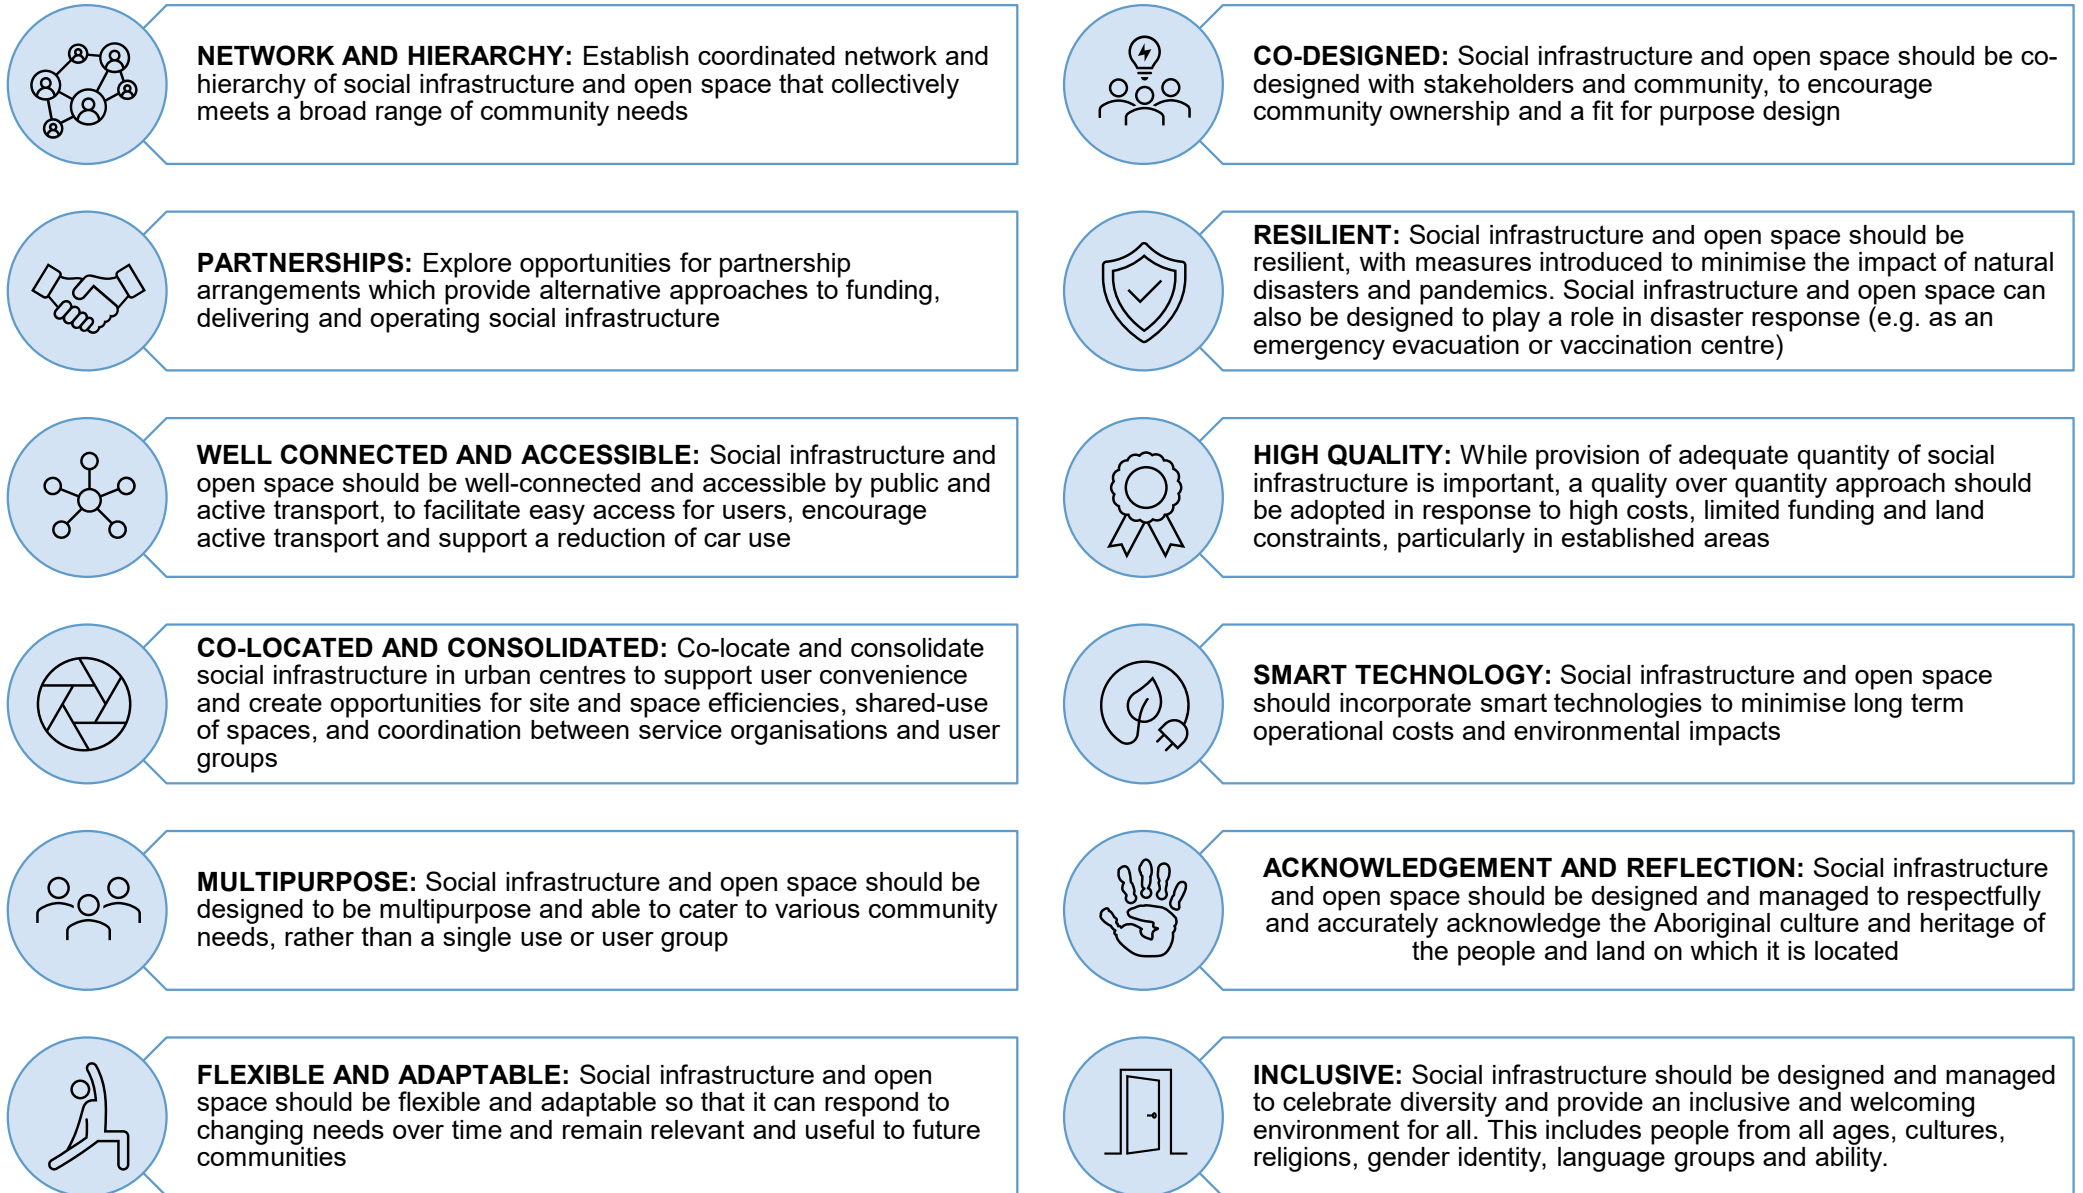 NETWORK AND HIERARCHY: Establish coordinated network and
hierarchy of social infrastructure and open space that collectively
meets a broad range of community needs
PARTNERSHIPS: Explore opportunities for partnership
arrangements which provide alternative approaches to funding,
delivering and operating social infrastructure
WELL CONNECTED AND ACCESSIBLE: Social infrastructure and
open space should be well-connected and accessible by public and
active transport, to facilitate easy access for users, encourage
active transport and support a reduction of car use
CO-LOCATED AND CONSOLIDATED: Co-locate and consolidate
social infrastructure in urban centres to support user convenience
and create opportunities for site and space efficiencies, shared-use
of spaces, and coordination between service organisations and user
groups
MULTIPURPOSE: Social infrastructure and open space should be
designed to be multipurpose and able to cater to various community
needs, rather than a single use or user group
FLEXIBLE AND ADAPTABLE: Social infrastructure and open
space should be flexible and adaptable so that it can respond to
changing needs over time and remain relevant and useful to future
communities
CO-DESIGNED: Social infrastructure and open space should be co-
designed with stakeholders and community, to encourage
community ownership and a fit for purpose design
RESILIENT: Social infrastructure and open space should be
resilient, with measures introduced to minimise the impact of natural
disasters and pandemics. Social infrastructure and open space can
also be designed to play a role in disaster response (e.g. as an
emergency evacuation or vaccination centre)
HIGH QUALITY: While provision of adequate quantity of social
infrastructure is important, a quality over quantity approach should
be adopted in response to high costs, limited funding and land
constraints, particularly in established areas
SMART TECHNOLOGY: Social infrastructure and open space
should incorporate smart technologies to minimise long term
operational costs and environmental impacts
ACKNOWLEDGEMENT AND REFLECTION: Social infrastructure
and open space should be designed and managed to respectfully
and accurately acknowledge the Aboriginal culture and heritage of
the people and land on which it is located
INCLUSIVE: Social infrastructure should be designed and managed
to celebrate diversity and provide an inclusive and welcoming
environment for all. This includes people from all ages, cultures,
religions, gender identity, language groups and ability.